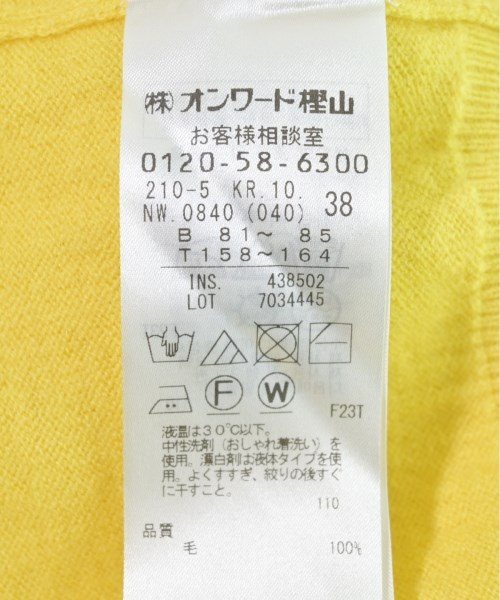 ㈱オンワード樫山
お客様相談室
0120-58-6300
210-5 KR.10.
NW.0840 (040) 38
B 81～ 85
T 158～164
INS. 438502
LOT 7034445
F W
F23T
液温は30℃以下。
中性洗剤（おしゃれ着洗い）を
使用。漂白剤は液体タイプを使
用。よくすすぎ、絞りの後すぐ
に干すこと。
110
品質
毛 100%